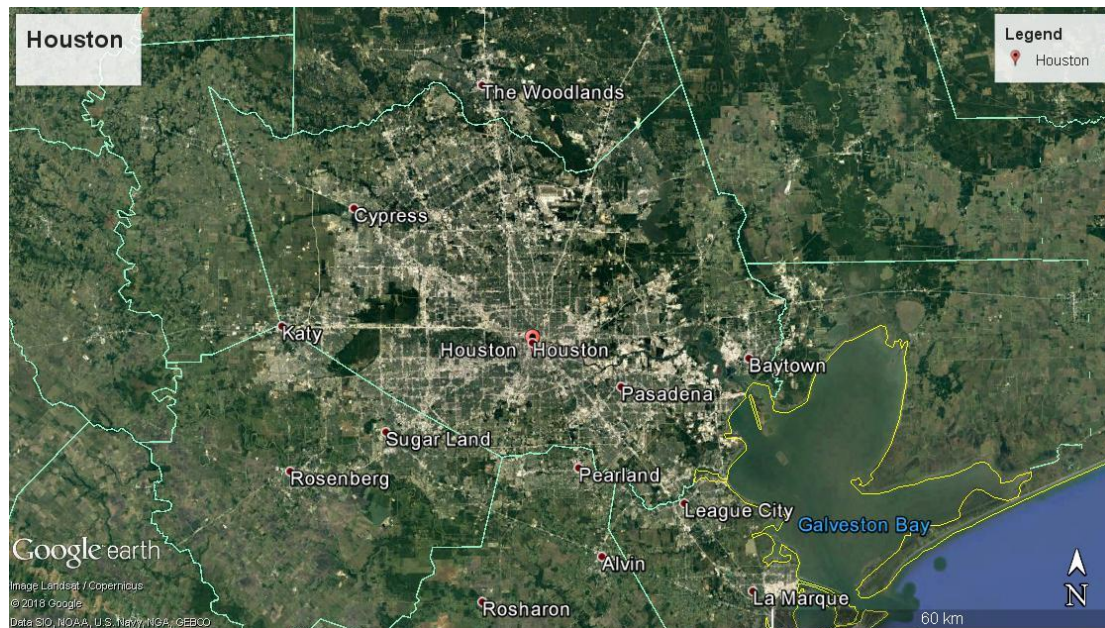 Houston
Legend
Houston
The Woodlands
Cypress
Katy
Houston Houston
Baytown
Pasadena
Sugar Land
Rosenberg
Pearland
League City
Galveston Bay
Alvin
La Marque
Rosharon
Google earth
Image Landsat / Copernicus
© 2018 Google
Data SIO, NOAA, U.S. Navy, NGA, GEBCO
N
60 km